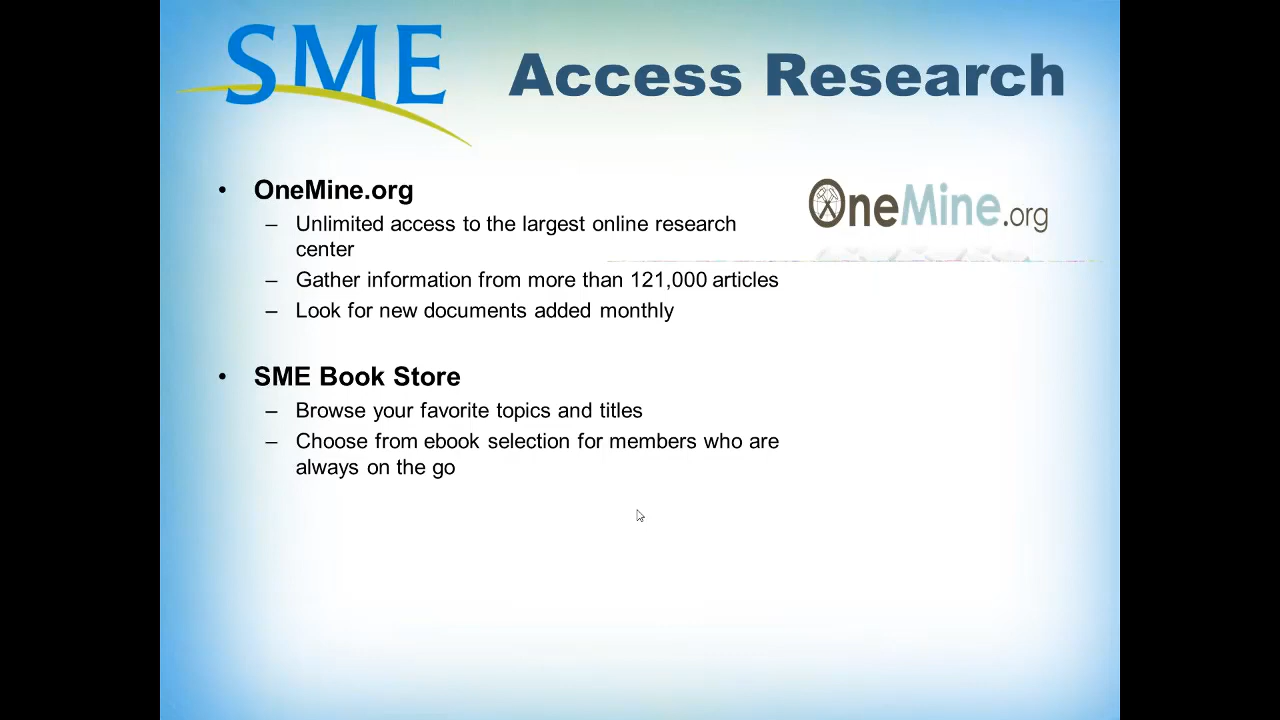 SME
Access Research
• OneMine.org
– Unlimited access to the largest online research
center
– Gather information from more than 121,000 articles
– Look for new documents added monthly
OneMine.org
• SME Book Store
– Browse your favorite topics and titles
– Choose from ebook selection for members who are
always on the go